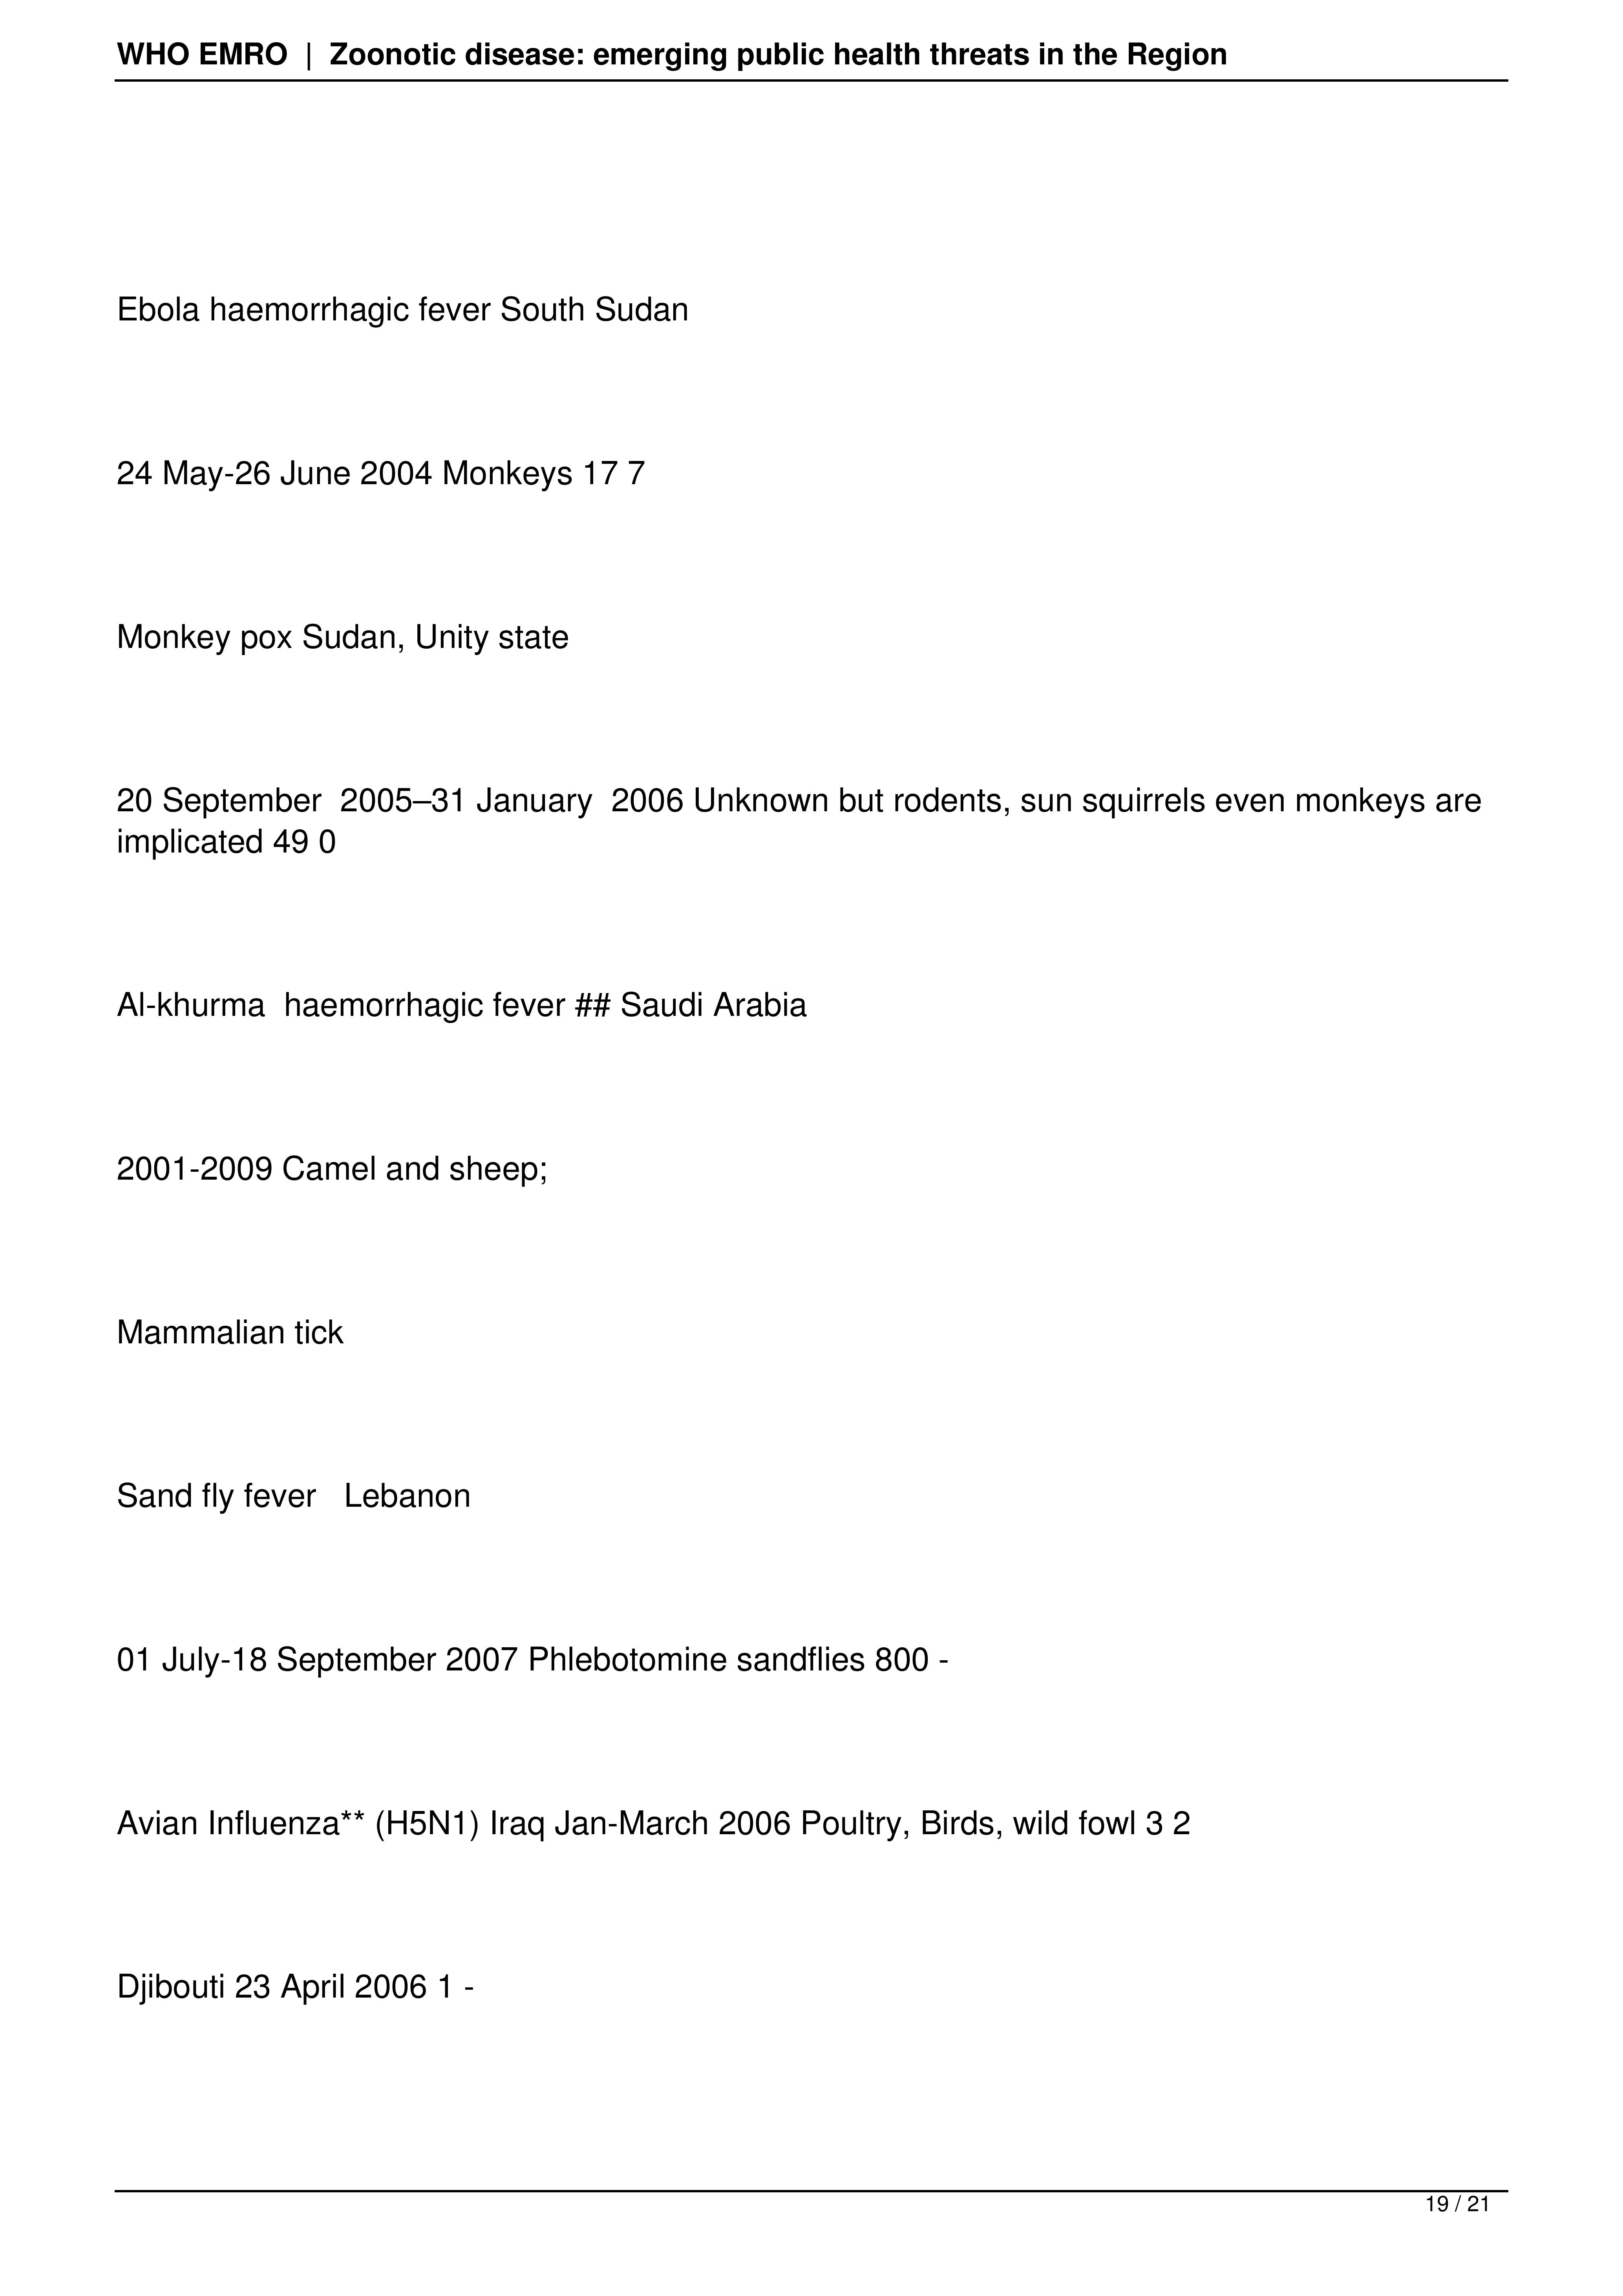 WHO EMRO | Zoonotic disease: emerging public health threats in the Region
Ebola haemorrhagic fever South Sudan
24 May-26 June 2004 Monkeys 17 7
Monkey pox Sudan, Unity state
20 September  2005–31 January  2006 Unknown but rodents, sun squirrels even monkeys are
implicated 49 0
Al-khurma  haemorrhagic fever ## Saudi Arabia
2001-2009 Camel and sheep;
Mammalian tick
Sand fly fever   Lebanon
01 July-18 September 2007 Phlebotomine sandflies 800 -
Avian Influenza** (H5N1) Iraq Jan-March 2006 Poultry, Birds, wild fowl 3 2
Djibouti 23 April 2006 1 -
19 / 21